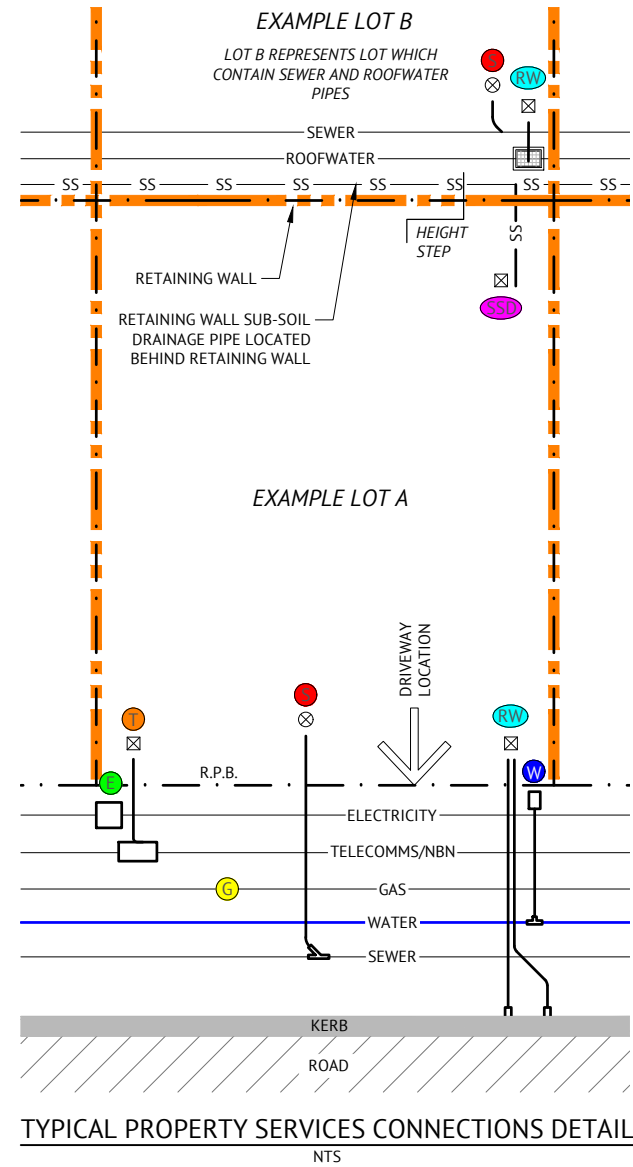 EXAMPLE LOT B
LOT B REPRESENTS LOT WHICH
CONTAIN SEWER AND ROOFWATER
PIPES
S
RW
SEWER
ROOFWATER
SS SS SS SS SS SS SS SS
HEIGHT
STEP
SS
RETAINING WALL
SSD
RETAINING WALL SUB-SOIL
DRAINAGE PIPE LOCATED
BEHIND RETAINING WALL
EXAMPLE LOT A
DRIVEWAY
LOCATION
S
T
RW
R.P.B.
E
W
ELECTRICITY
TELECOMMS/NBN
G
GAS
WATER
SEWER
KERB
ROAD
TYPICAL PROPERTY SERVICES CONNECTIONS DETAIL
NTS